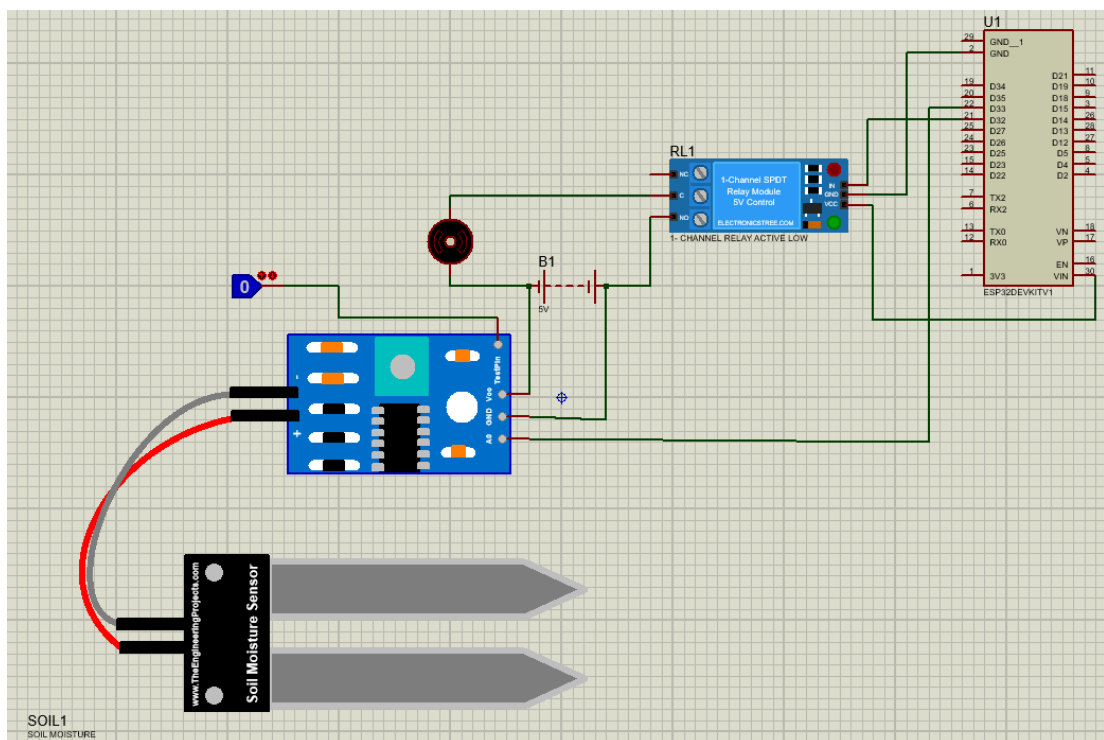 U1
29 GND__1
2 GND
D21 11
19 D34
D19 10
20 D35
D18 9
22 D33
D15 3
21 D32
D14 26
25 D27
D13 28
24 D26
D12 27
23 D25
D5 8
15 D23
D4 5
14 D22
D2 4
7 TX2
6 RX2
13 TX0
VN 18
12 RX0
VP 17
EN 16
1 3V3
VIN 30
ESP32DEVKITV1
RL1
NC
C
NO
1-Channel SPDT
Relay Module
5V Control
ELECTRONICSTREE.COM
IN
GND
VCC
1- CHANNEL RELAY ACTIVE LOW
B1
5V
0
TestPin
Vcc
GND
A0
-
+
www.TheEngineeringProjects.com
Soil Moisture Sensor
SOIL1
SOIL MOISTURE